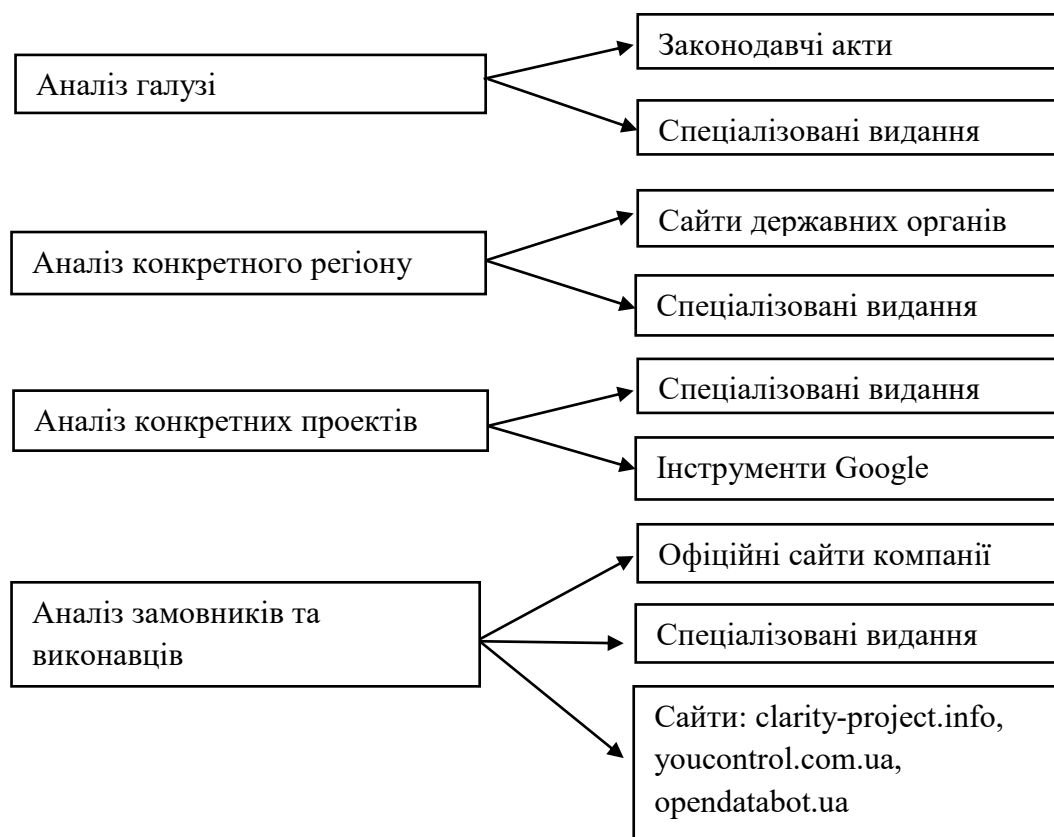 Аналіз галузі
Законодавчі акти
Спеціалізовані видання
Аналіз конкретного регіону
Сайти державних органів
Спеціалізовані видання
Аналіз конкретних проектів
Спеціалізовані видання
Інструменти Google
Аналіз замовників та
виконавців
Офіційні сайти компанії
Спеціалізовані видання
Сайти: clarity-project.info,
youcontrol.com.ua,
opendatabot.ua